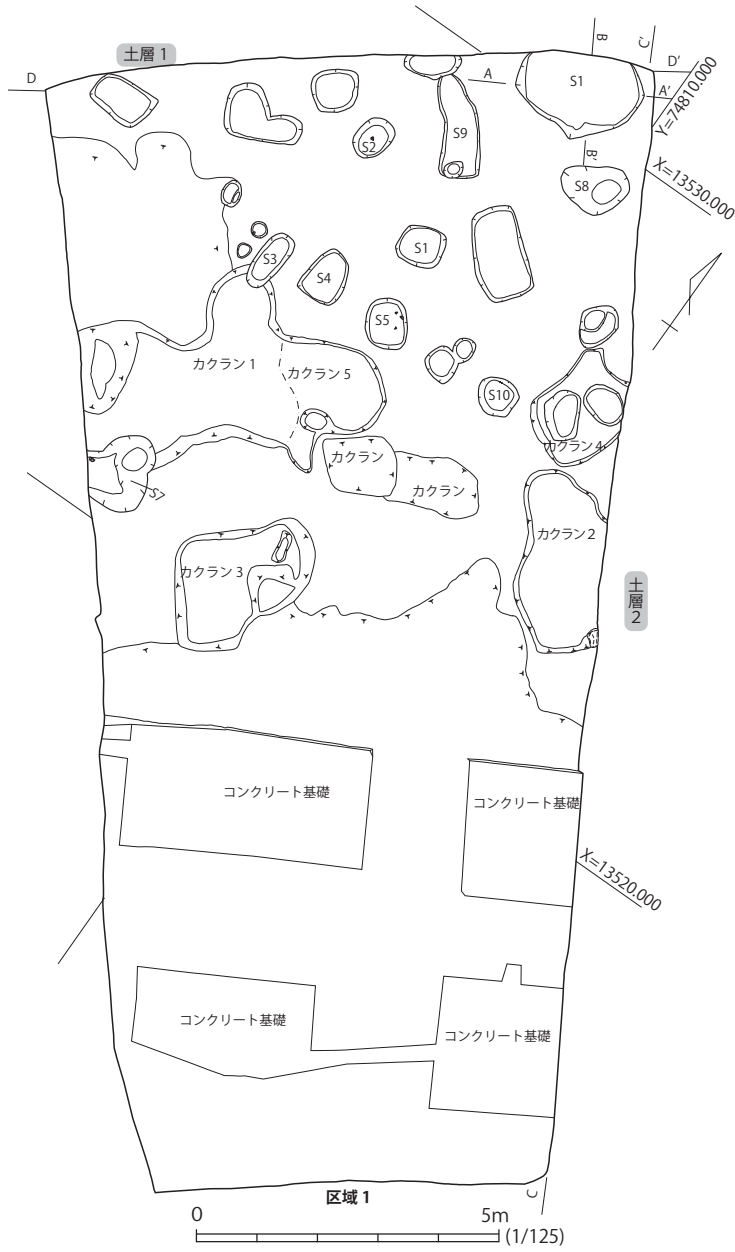 土層 1
B
C'
D
D'
A
S1
A'
Y=74810.000
S2
S9
B'
X=13530.000
S8
S3
S1
S4
S5
カクラン 1
カクラン 5
S10
カクラン
カクラン 4
カクラン
S7
カクラン 2
カクラン 3
土層 2
コンクリート基礎
コンクリート基礎
X=13520.000
コンクリート基礎
コンクリート基礎
C
区域 1
0 5m
(1/125)